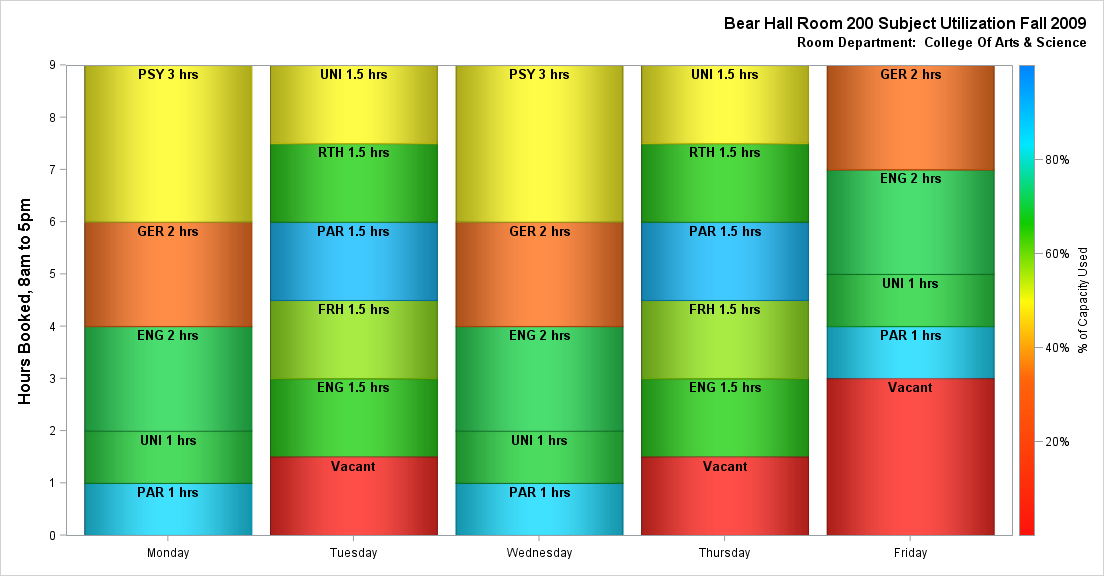 Bear Hall Room 200 Subject Utilization Fall 2009
Room Department:  College Of Arts & Science
Hours Booked, 8am to 5pm
9
8
7
6
5
4
3
2
1
0
PSY 3 hrs
GER 2 hrs
ENG 2 hrs
UNI 1 hrs
PAR 1 hrs
UNI 1.5 hrs
RTH 1.5 hrs
PAR 1.5 hrs
FRH 1.5 hrs
ENG 1.5 hrs
Vacant
PSY 3 hrs
GER 2 hrs
ENG 2 hrs
UNI 1 hrs
PAR 1 hrs
UNI 1.5 hrs
RTH 1.5 hrs
PAR 1.5 hrs
FRH 1.5 hrs
ENG 1.5 hrs
Vacant
GER 2 hrs
ENG 2 hrs
UNI 1 hrs
PAR 1 hrs
Vacant
Monday
Tuesday
Wednesday
Thursday
Friday
80%
60%
40%
20%
% of Capacity Used